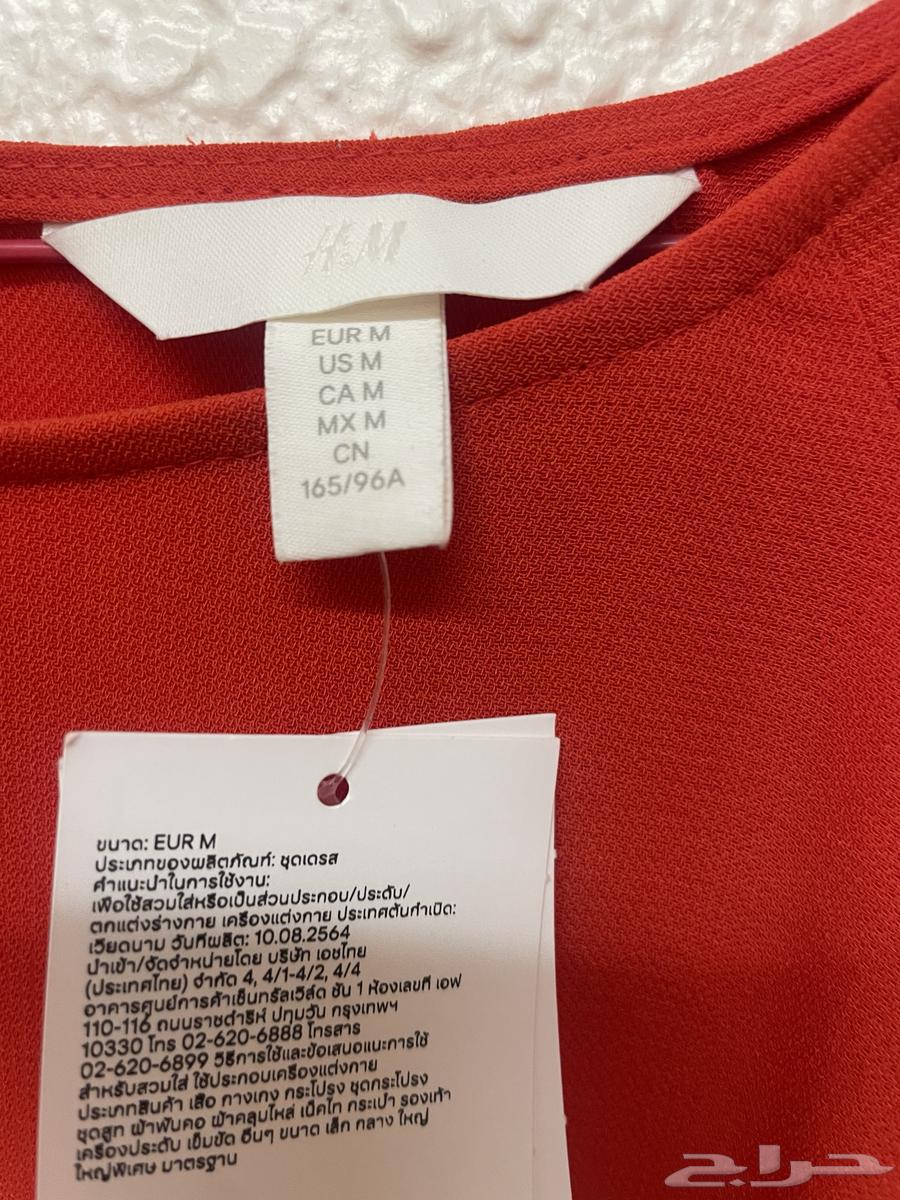 H&M
EUR M
US M
CA M
MX M
CN
165/96A
ขนาด: EUR M
ประเภทของผลิตภัณฑ์: ชุดเดรส
คำแนะนำในการใช้งาน:
เพื่อใช้สวมใส่หรือเป็นส่วนประกอบ/ประดับ/
ตกแต่งร่างกาย เครื่องแต่งกาย ประเทศต้นกำเนิด:
เวียดนาม วันที่ผลิต: 10.08.2564
นำเข้า/จัดจำหน่ายโดย บริษัท เอชไทย
(ประเทศไทย) จำกัด 4, 4/1-4/2, 4/4
อาคารศูนย์การค้าเซ็นทรัลเวิลด์ ชั้น 1 ห้องเลขที่ เอฟ
110-116 ถนนราชดำริห์ ปทุมวัน กรุงเทพฯ
10330 โทร 02-620-6888 โทรสาร
02-620-6899 วิธีการใช้และข้อเสนอแนะการใช้
สำหรับสวมใส่ ใช้ประกอบเครื่องแต่งกาย
ประเภทสินค้า เสื้อ กางเกง กระโปรง ชุดกระโปรง
ชุดสูท ผ้าพันคอ ผ้าคลุมไหล่ เน็คไท กระเป๋า รองเท้า
เครื่องประดับ เข็มขัด อื่นๆ ขนาด เล็ก กลาง ใหญ่
ใหญ่พิเศษ มาตรฐาน
حراج